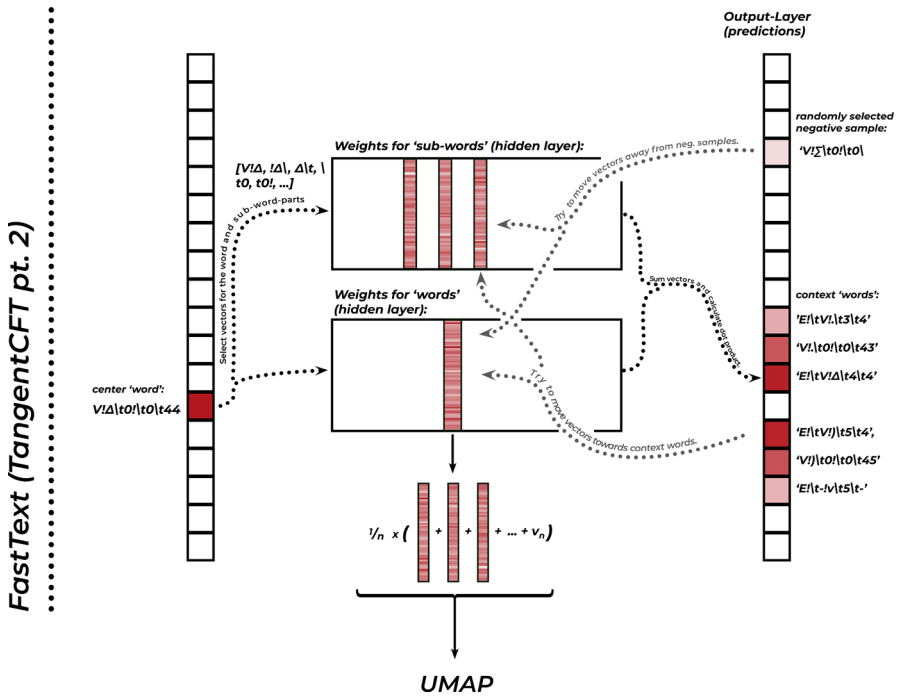 FastText (TangentCFT pt. 2)
Output-Layer
(predictions)
randomly selected
negative sample:
'V!∑\t0!\t0\
Weights for 'sub-words' (hidden layer):
[V!Δ, !Δ\, Δ\t, \
t0, t0!, ...]
Select vectors for the word and sub-word-parts
Try to move vectors away from neg. samples.
Sum vectors and calculate dot product
Weights for 'words'
(hidden layer):
context 'words':
'E!\tV!.\t3\t4'
'V!.\t0!\t0\t43'
'E!\tV!Δ\t4\t4'
center 'word':
V!Δ\t0!\t0\t44
Try to move vectors towards context words.
'E!\tV!)\t5\t4',
'V!)\t0!\t0\t45'
'E!\t-!v\t5\t-'
1/n x ( + + + ... + vn)
UMAP